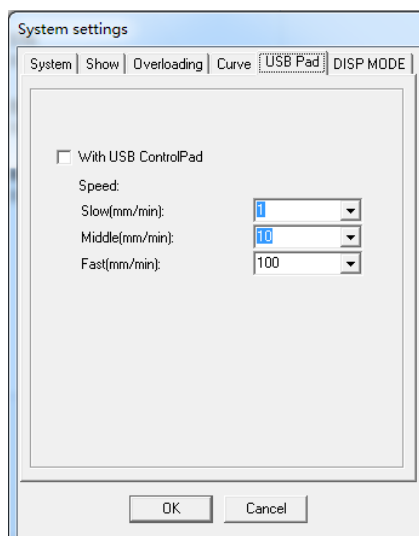 System settings
System Show Overloading Curve USB Pad DISP MODE
With USB ControlPad
Speed:
Slow(mm/min): 1
Middle(mm/min): 10
Fast(mm/min): 100
OK Cancel